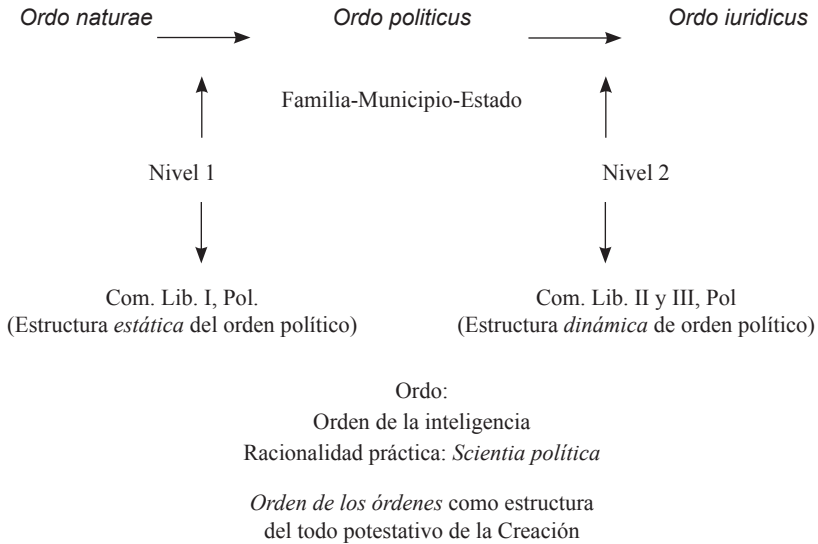 Ordo naturae Ordo politicus Ordo iuridicus
Familia-Municipio-Estado
Nivel 1 Nivel 2
Com. Lib. I, Pol. Com. Lib. II y III, Pol
(Estructura estática del orden político) (Estructura dinámica de orden político)
Ordo:
Orden de la inteligencia
Racionalidad práctica: Scientia política
Orden de los órdenes como estructura
del todo potestativo de la Creación